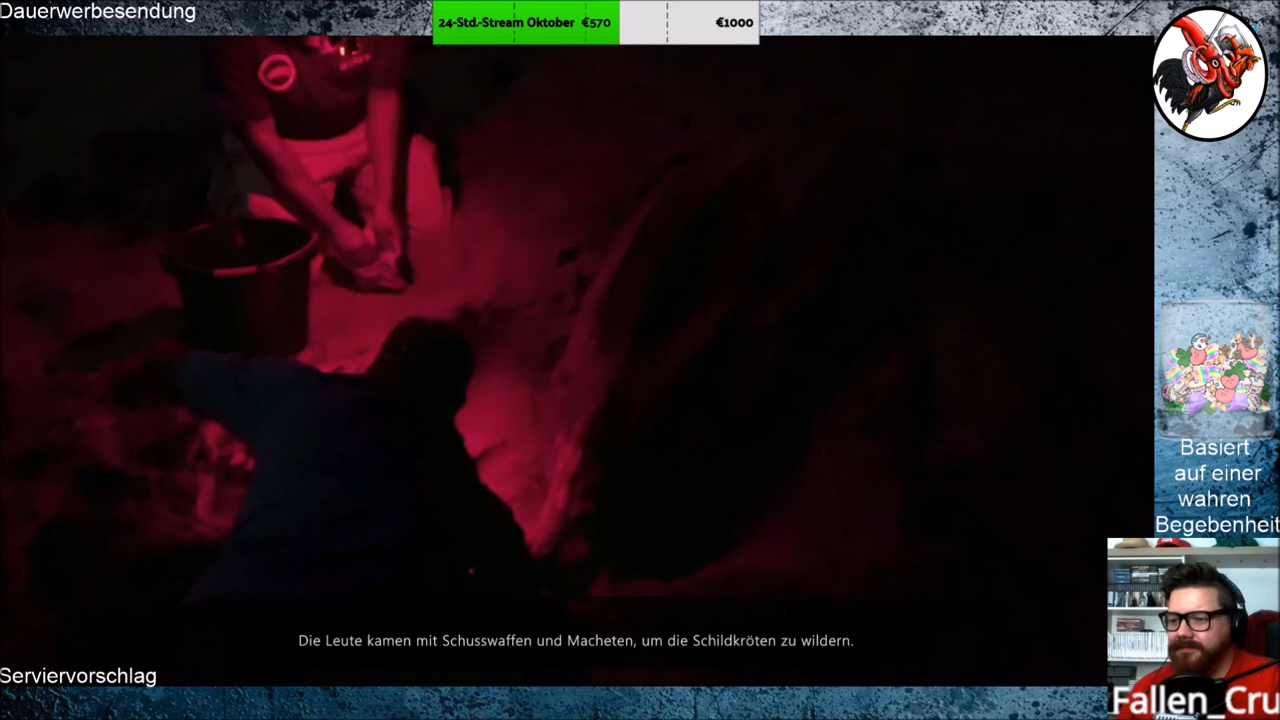 Dauerwerbesendung
24-Std.-Stream Oktober €570
€1000
Basiert
auf einer
wahren
Begebenheit
Die Leute kamen mit Schusswaffen und Macheten, um die Schildkröten zu wildern.
Serviervorschlag
Fallen_Cru